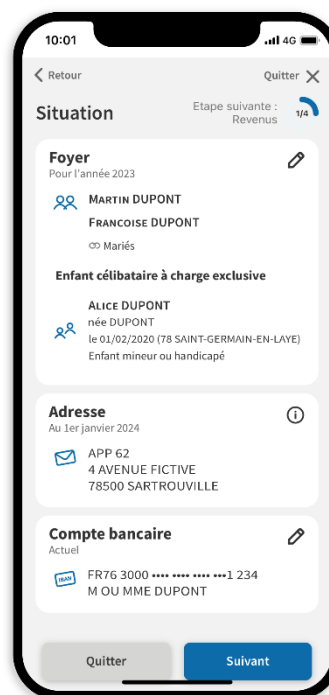 10:01
4G
Retour
Quitter
Situation
Etape suivante :
Revenus
1/4
Foyer
Pour l'année 2023
MARTIN DUPONT
FRANCOISE DUPONT
Mariés
Enfant célibataire à charge exclusive
ALICE DUPONT
née DUPONT
le 01/02/2020 (78 SAINT-GERMAIN-EN-LAYE)
Enfant mineur ou handicapé
Adresse
Au 1er janvier 2024
APP 62
4 AVENUE FICTIVE
78500 SARTROUVILLE
Compte bancaire
Actuel
IBAN
FR76 3000 •••• •••• •••• •••1 234
M OU MME DUPONT
Quitter
Suivant